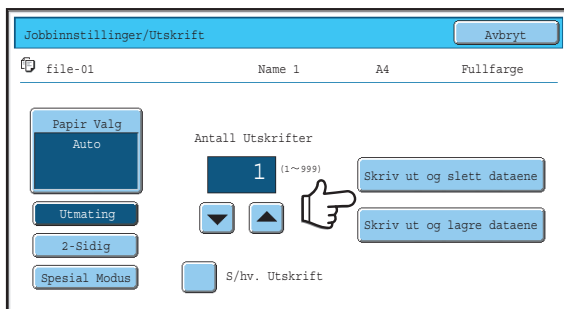 Jobbinnstillinger/Utskrift
Avbryt
file-01 Name 1 A4 Fullfarge
Papir Valg
Auto
Antall Utskrifter
1 (1~999)
Skriv ut og slett dataene
Utmating
Skriv ut og lagre dataene
2-Sidig
Spesial Modus
S/hv. Utskrift